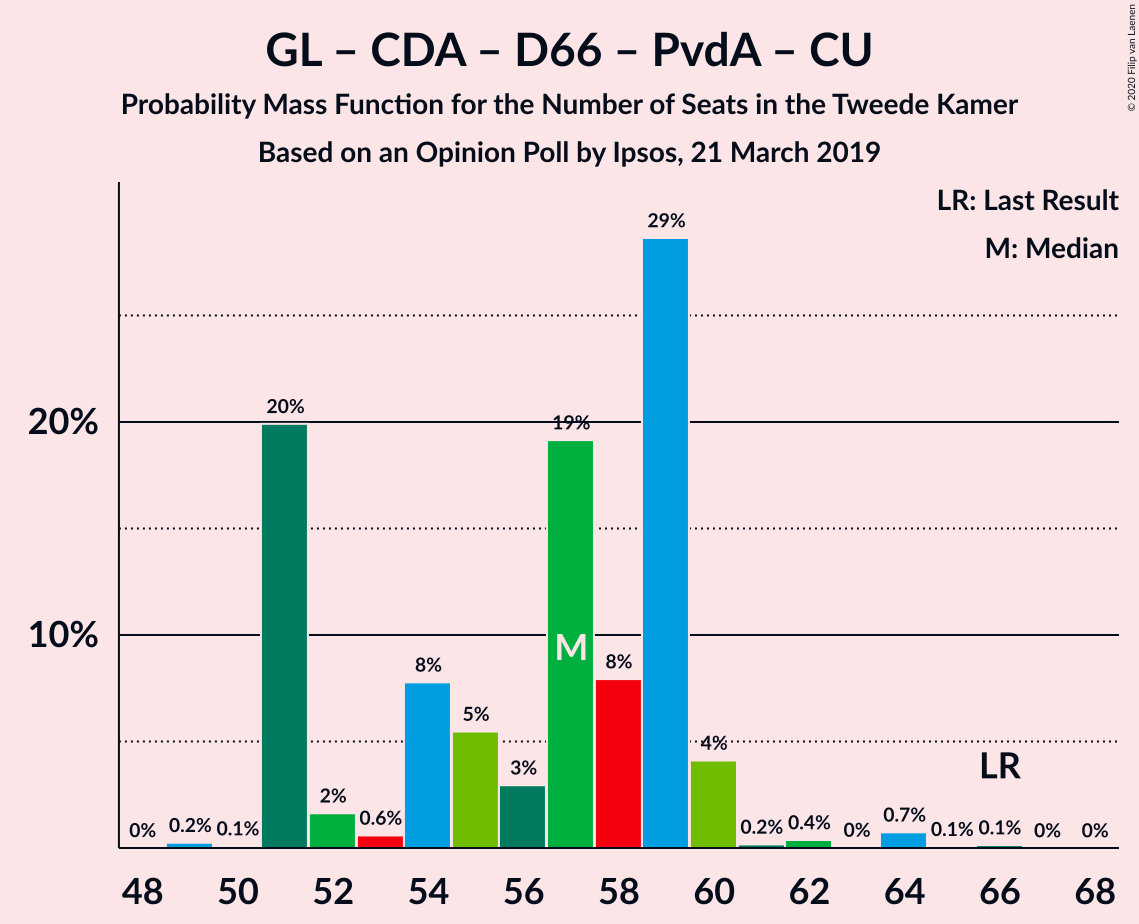 GL – CDA – D66 – PvdA – CU
Probability Mass Function for the Number of Seats in the Tweede Kamer
Based on an Opinion Poll by Ipsos, 21 March 2019
© 2020 Filip van Laenen
LR: Last Result
M: Median
29%
20%
20%
19%
10%
M
8%
8%
5%
4%
3%
LR
2%
0%
0.2%
0.1%
0.6%
0.2%
0.4%
0%
0.7%
0.1%
0.1%
0%
0%
48 50 52 54 56 58 60 62 64 66 68